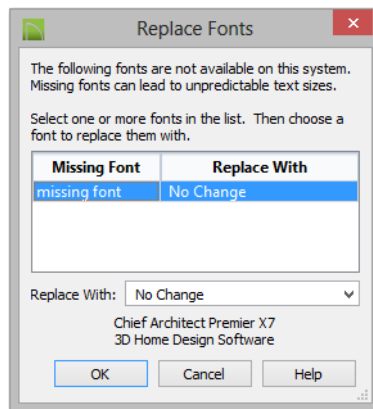 Replace Fonts
The following fonts are not available on this system.
Missing fonts can lead to unpredictable text sizes.
Select one or more fonts in the list. Then choose a
font to replace them with.
Missing Font Replace With
missing font No Change
Replace With: No Change
Chief Architect Premier X7
3D Home Design Software
OK Cancel Help